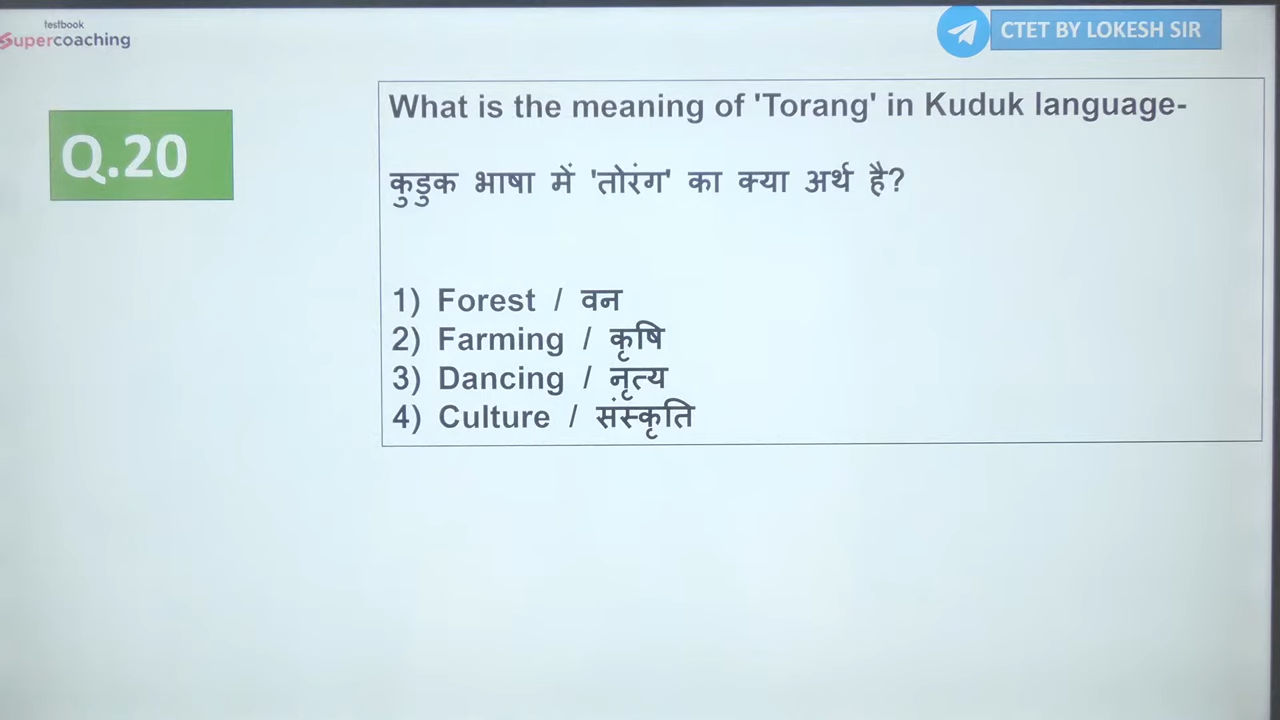 testbook
Supercoaching
CTET BY LOKESH SIR
Q.20
What is the meaning of 'Torang' in Kuduk language-
कुडुक भाषा में 'तोरंग' का क्या अर्थ है?
1) Forest / वन
2) Farming / कृषि
3) Dancing / नृत्य
4) Culture / संस्कृति